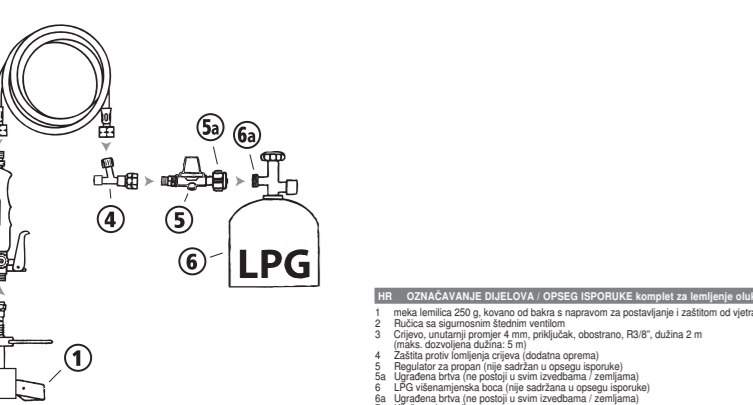 5a
6a
4
5
6
LPG
1
HR OZNAČAVANJE DIJELOVA / OPSEG ISPORUKE komplet za lemljenje
1 meka lemilica 250 g, kovano od bakra s napravom za postavljanje i zaštitom od
2 Ručica sa sigurnosnim štednim ventilom
3 Crijevo, unutarnji promjer 4 mm, priključak, obostrano, R3/8", dužina 2 m
(maks. dozvoljena dužina: 5 m)
4 Zaštita protiv lomljenja crijeva (dodatna oprema)
5 Regulator za propan (nije sadržan u opsegu isporuke)
5a Ugrađena brtva (ne postoji u svim izvedbama / zemljama)
6 LPG višenamjenska boca (nije sadržana u opsegu isporuke)
6a Ugrađena brtva (ne postoji u svim izvedbama / zemljama)